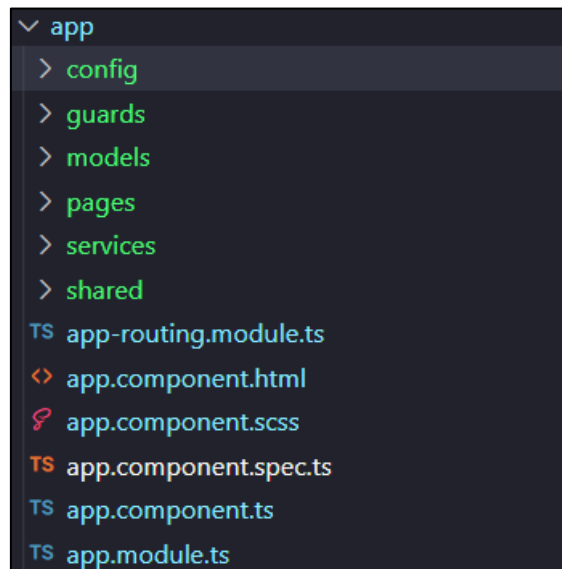 app
config
guards
models
pages
services
shared
TS app-routing.module.ts
<> app.component.html
app.component.scss
TS app.component.spec.ts
TS app.component.ts
TS app.module.ts